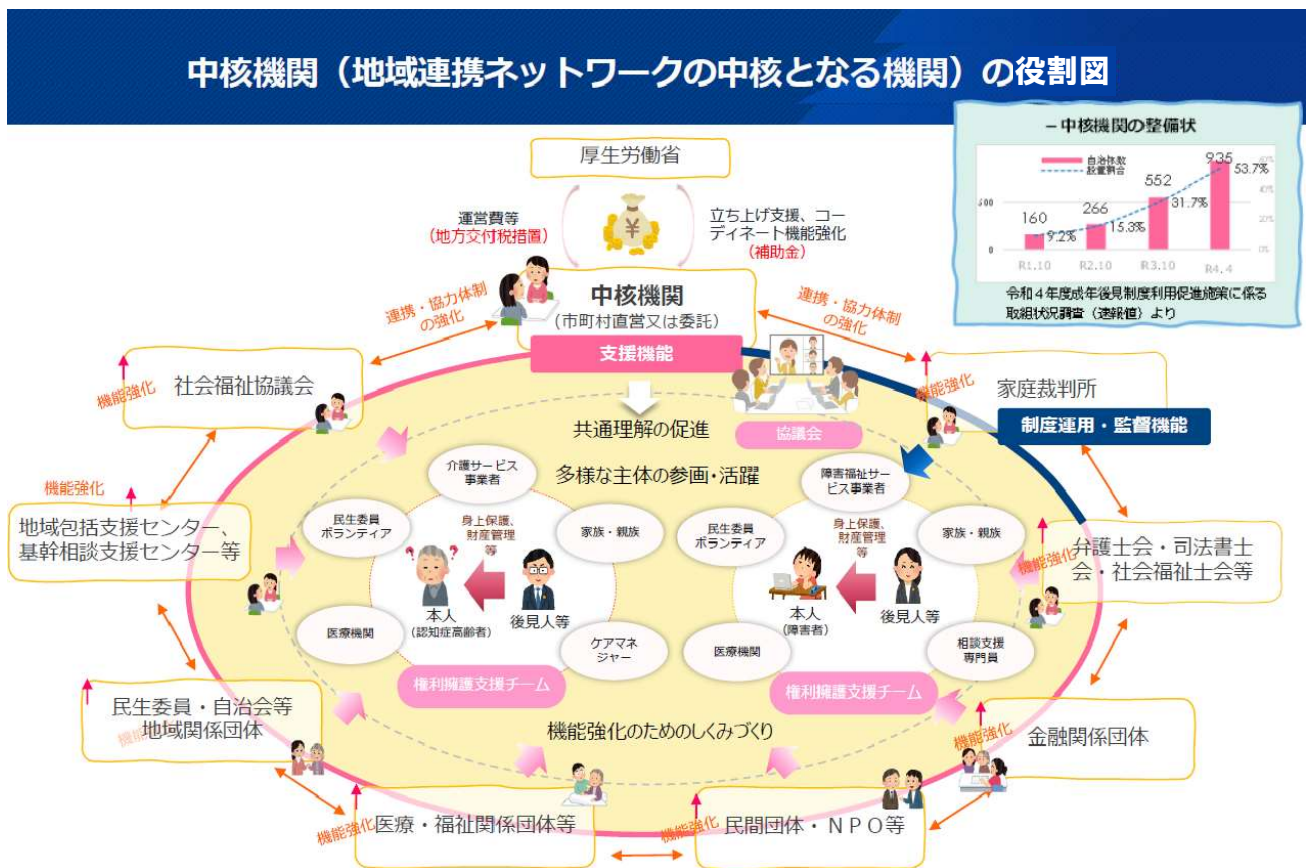 中核機関（地域連携ネットワークの中核となる機関）の役割図
－中核機関の整備状
自治体数
設置割合
935
60%
53.7%
552
40%
500
266
31.7%
160
20%
15.3%
9.2%
0
0%
R1.10
R2.10
R3.10
R4.4
令和４年度成年後見制度利用促進施策に係る
取組状況調査（速報値）より
厚生労働省
運営費等
（地方交付税措置）
立ち上げ支援、コー
ディネート機能強化
（補助金）
中核機関
（市町村直営又は委託）
支援機能
連携・協力体制
の強化
連携・協力体制
の強化
機能強化
社会福祉協議会
機能強化
家庭裁判所
制度運用・監督機能
共通理解の促進
協議会
多様な主体の参画・活躍
機能強化
地域包括支援センター、
基幹相談支援センター等
介護サービス
事業者
民生委員
ボランティア
身上保護、
財産管理
等
家族・親族
本人
（認知症高齢者）
後見人等
医療機関
ケアマネ
ジャー
権利擁護支援チーム
障害福祉サー
ビス事業者
民生委員
ボランティア
身上保護、
財産管理
等
家族・親族
本人
（障害者）
後見人等
医療機関
相談支援
専門員
権利擁護支援チーム
機能強化
弁護士会・司法書士
会・社会福祉士会等
民生委員・自治会等
地域関係団体
機能強化
機能強化のためのしくみづくり
機能強化
金融関係団体
機能強化
医療・福祉関係団体等
機能強化
民間団体・ＮＰＯ等